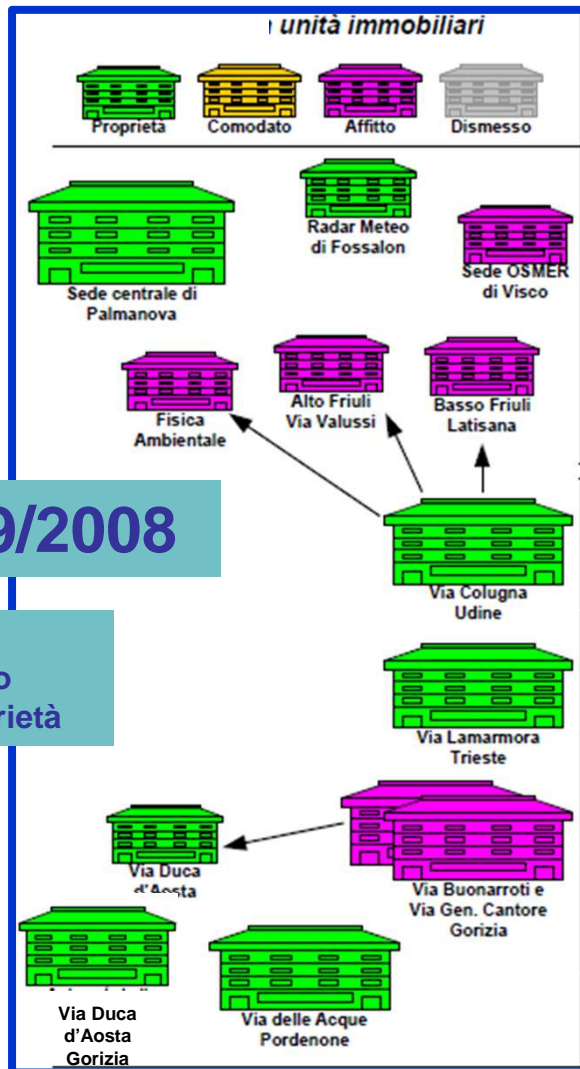 unità immobiliari
Proprietà
Comodato
Affitto
Dismesso
Radar Meteo
di Fossalon
Sede OSMER
di Visco
Sede centrale di
Palmanova
Fisica
Ambientale
Alto Friuli
Via Valussi
Basso Friuli
Latisana
9/2008
Via Colugna
Udine
o
rietà
Via Lamarmora
Trieste
Via Duca
d'Aosta
Via Buonarroti e
Via Gen. Cantore
Gorizia
Via Duca
d'Aosta
Gorizia
Via delle Acque
Pordenone